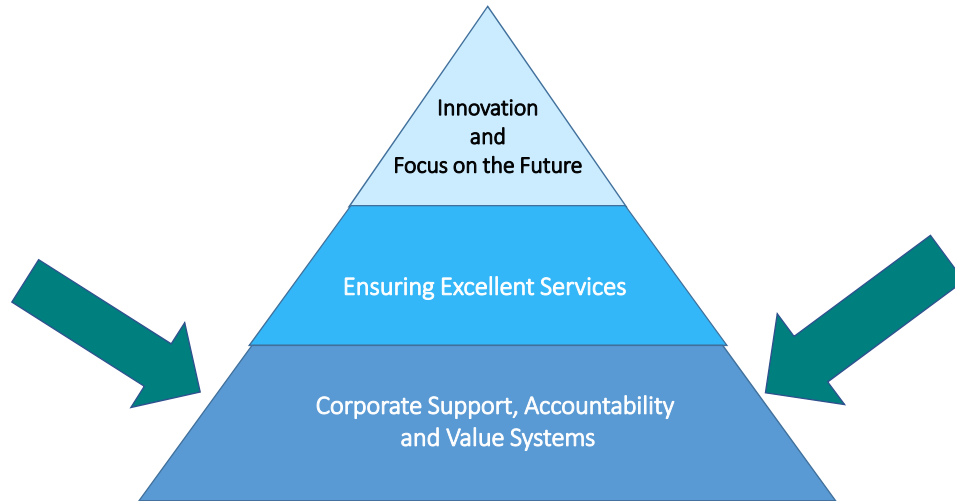 Innovation
and
Focus on the Future
Ensuring Excellent Services
Corporate Support, Accountability
and Value Systems